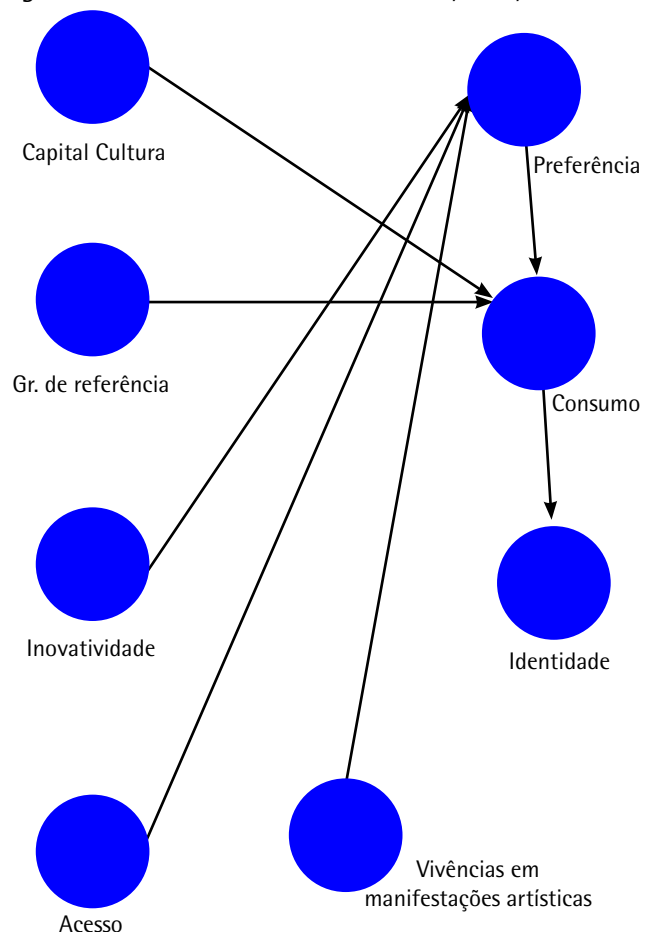 Capital Cultura
Preferência
Gr. de referência
Consumo
Inovatividade
Identidade
Vivências em
manifestações artísticas
Acesso